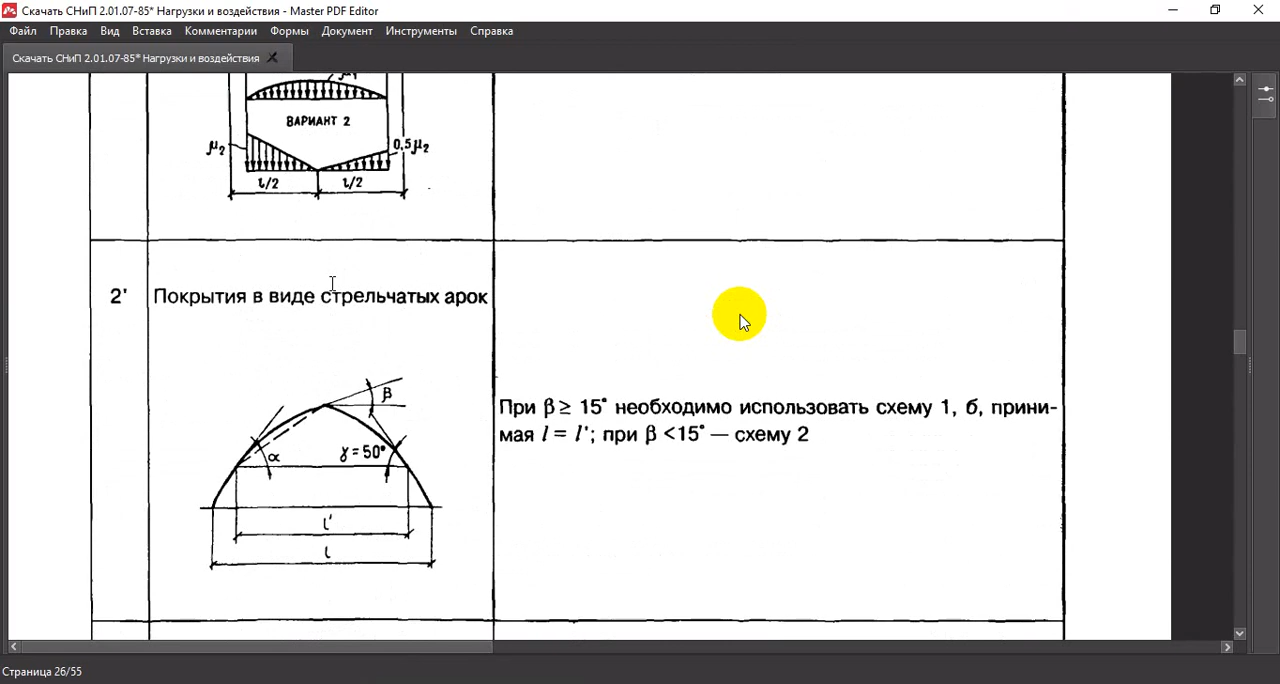 Скачать СНиП 2.01.07-85* Нагрузки и воздействия - Master PDF Editor
Файл Правка Вид Вставка Комментарии Формы Документ Инструменты Справка
Скачать СНиП 2.01.07-85* Нагрузки и воздействия
ВАРИАНТ 2
μ₂ 0,5μ₂
l/2 l/2
2' Покрытия в виде стрельчатых арок
β
При β ≥ 15° необходимо использовать схему 1, б, прини-
мая l = l'; при β <15° — схему 2
α γ = 50°
l'
l
Страница 26/55